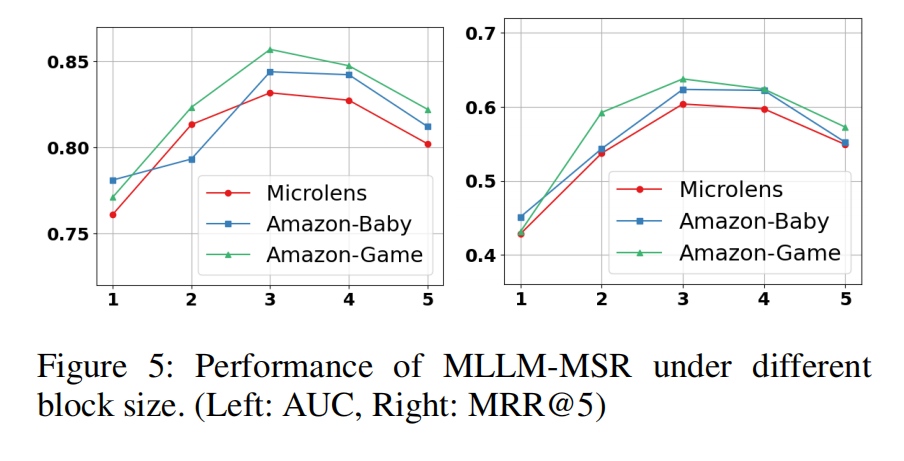 0.85
0.80
0.75
Microlens
Amazon-Baby
Amazon-Game
1 2 3 4 5
0.7
0.6
0.5
0.4
Microlens
Amazon-Baby
Amazon-Game
1 2 3 4 5
Figure 5: Performance of MLLM-MSR under different
block size. (Left: AUC, Right: MRR@5)